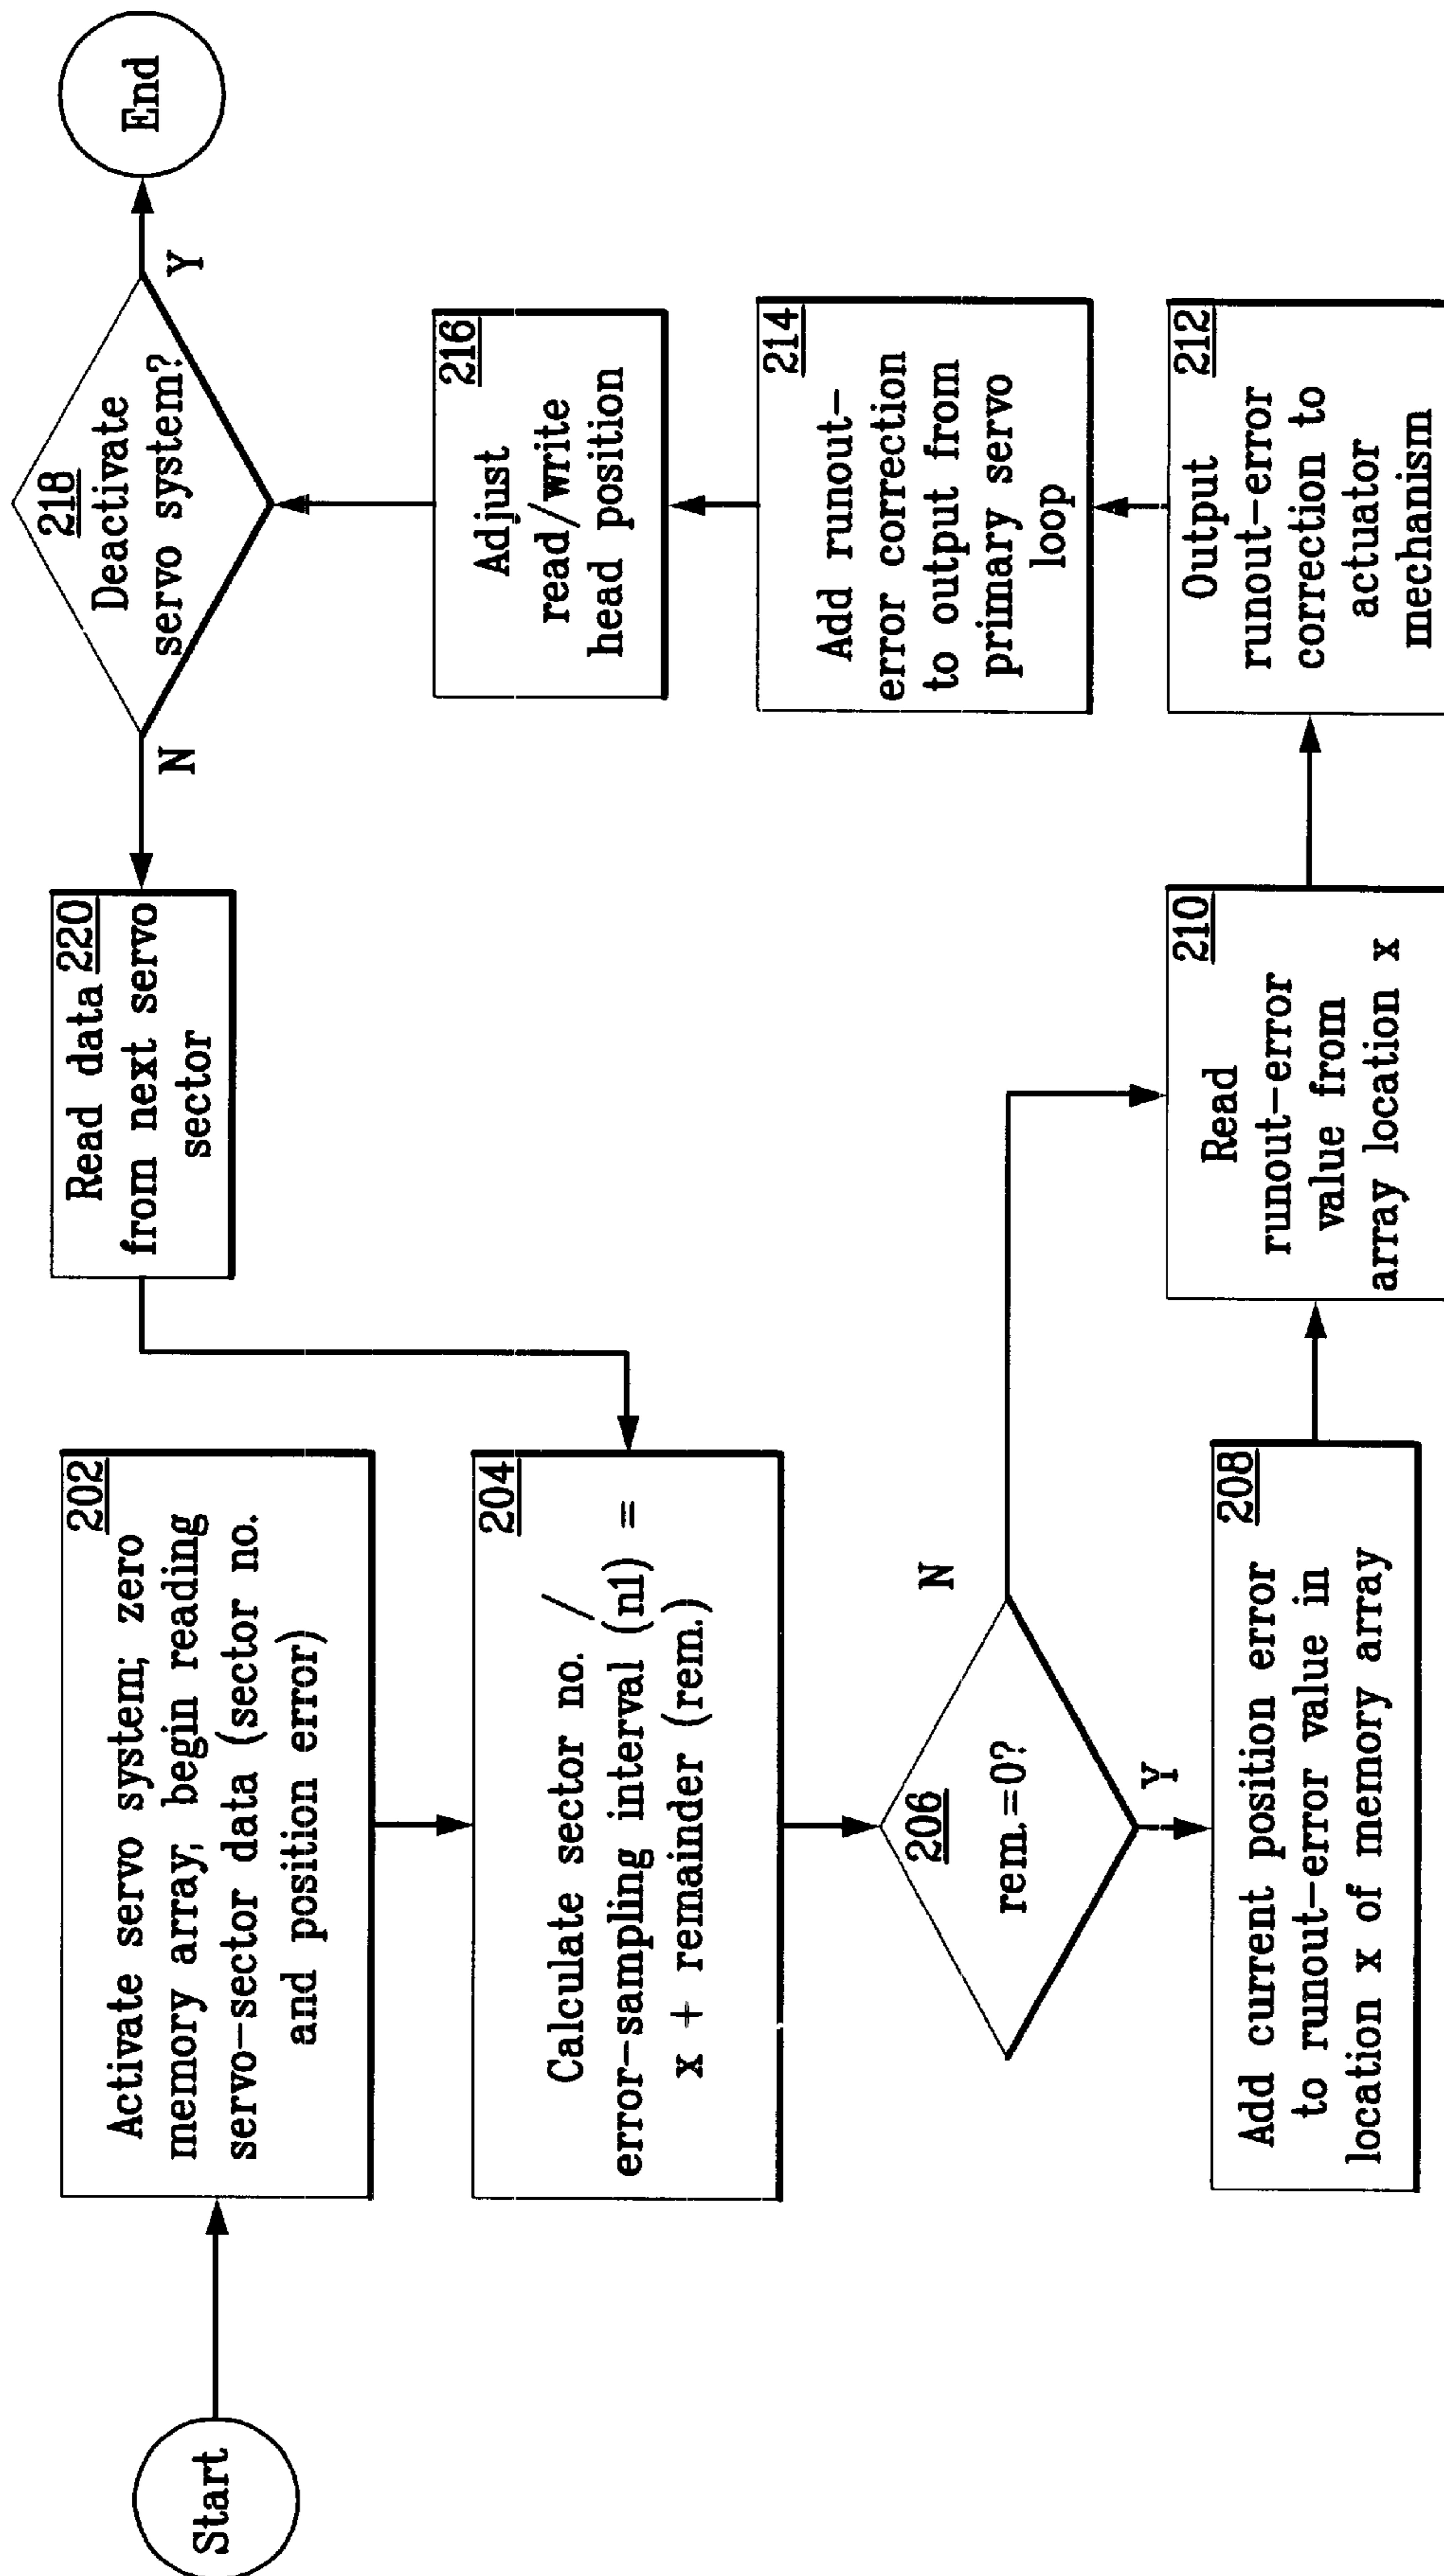 Start
202
Activate servo system; zero
memory array; begin reading
servo-sector data (sector no.
and position error)
204
Calculate sector no. /
error-sampling interval (n1) =
x + remainder (rem.)
206
rem.=0?
N
Y
208
Add current position error
to runout-error value in
location x of memory array
210
Read
runout-error
value from
array location x
212
Output
runout-error
correction to
actuator
mechanism
214
Add runout-
error correction
to output from
primary servo
loop
216
Adjust
read/write
head position
218
Deactivate
servo system?
N
Y
Read data 220
from next servo
sector
End